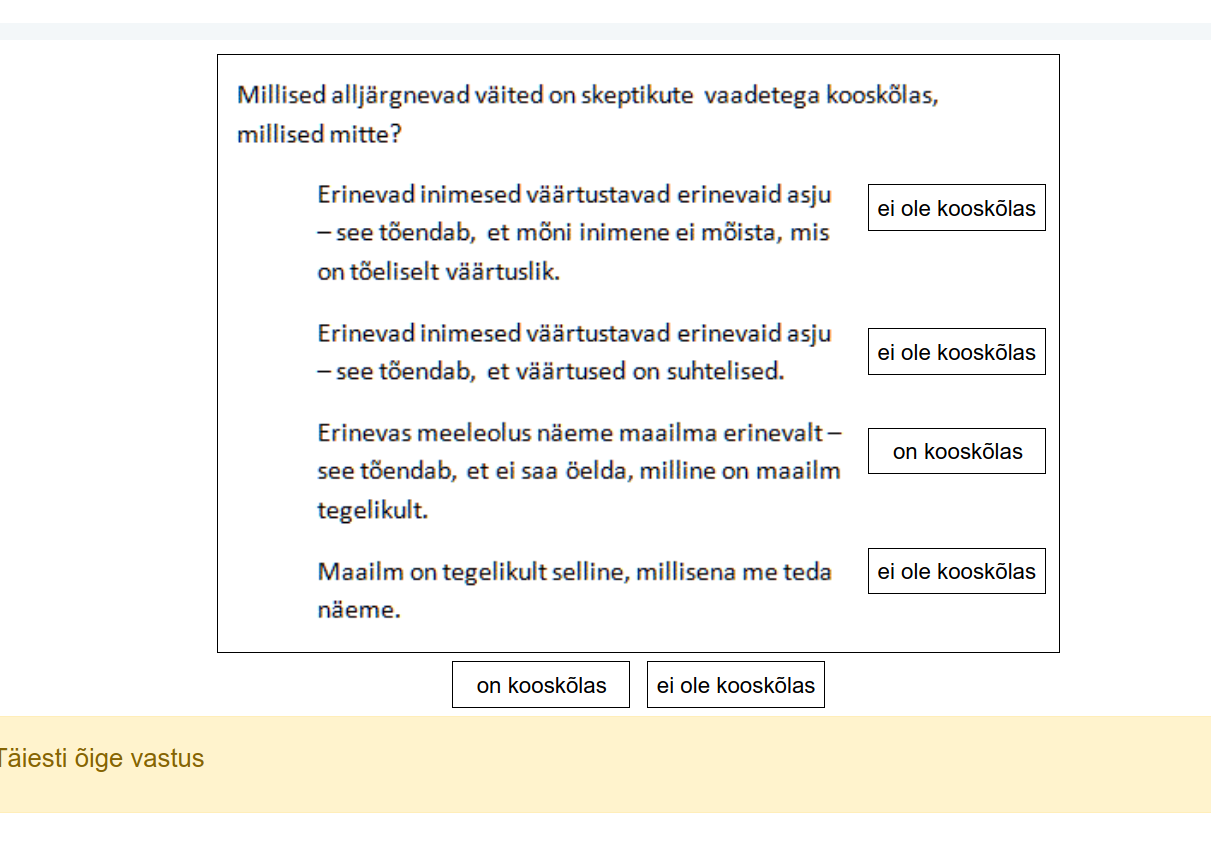 Millised alljärgnevad väited on skeptikute vaadetega kooskõlas,
millised mitte?
Erinevad inimesed väärtustavad erinevaid asju
– see tõendab, et mõni inimene ei mõista, mis
on tõeliselt väärtuslik.
ei ole kooskõlas
Erinevad inimesed väärtustavad erinevaid asju
– see tõendab, et väärtused on suhtelised.
ei ole kooskõlas
Erinevas meeleolus näeme maailma erinevalt –
see tõendab, et ei saa öelda, milline on maailm
tegelikult.
on kooskõlas
Maailm on tegelikult selline, millisena me teda
näeme.
ei ole kooskõlas
on kooskõlas
ei ole kooskõlas
Täiesti õige vastus